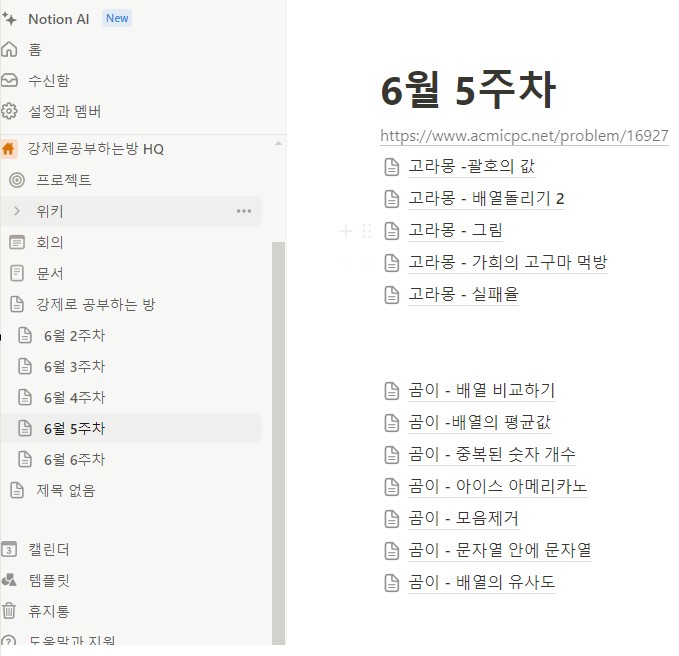 Notion AI New
홈
수신함
설정과 멤버
강제로공부하는방 HQ
프로젝트
위키
회의
문서
강제로 공부하는 방
6월 2주차
6월 3주차
6월 4주차
6월 5주차
6월 6주차
제목 없음
캘린더
템플릿
휴지통
도움말과 지원
6월 5주차
https://www.acmicpc.net/problem/16927
고라몽 -괄호의 값
고라몽 - 배열돌리기 2
고라몽 - 그림
고라몽 - 가희의 고구마 먹방
고라몽 - 실패율
곰이 - 배열 비교하기
곰이 -배열의 평균값
곰이 - 중복된 숫자 개수
곰이 - 아이스 아메리카노
곰이 - 모음제거
곰이 - 문자열 안에 문자열
곰이 - 배열의 유사도